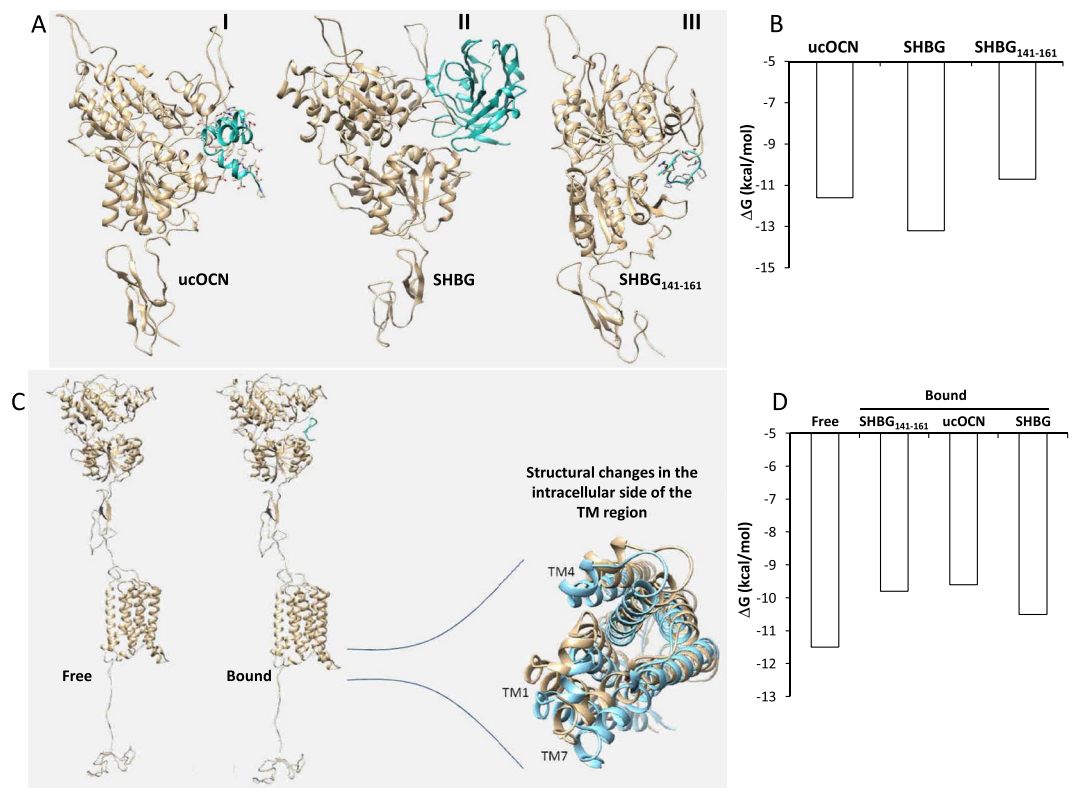 A
I
II
III
ucOCN
SHBG
SHBG141-161
B
ucOCN
SHBG
SHBG141-161
-5
-7
-9
-11
-13
-15
ΔG (kcal/mol)
C
Free
Bound
Structural changes in the
intracellular side of the
TM region
TM4
TM1
TM7
D
Bound
Free
SHBG141-161
ucOCN
SHBG
-5
-6
-7
-8
-9
-10
-11
-12
-13
ΔG (kcal/mol)